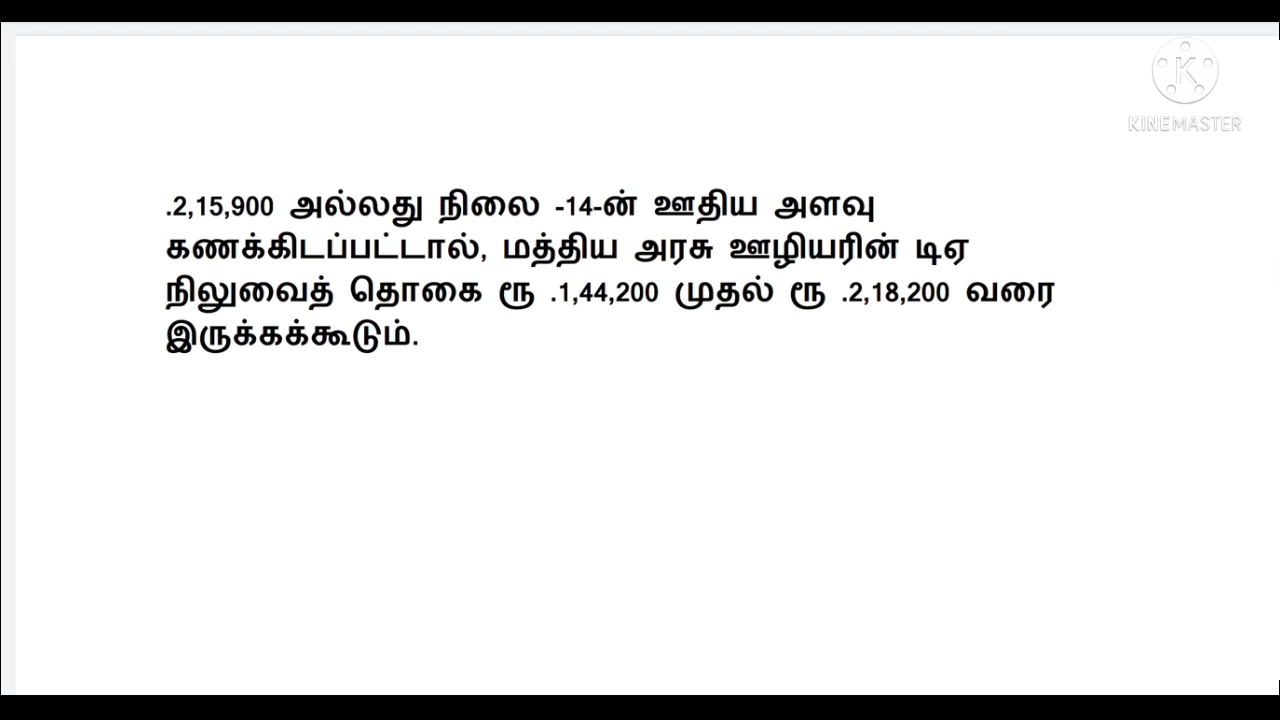 KINEMASTER
.2,15,900 அல்லது நிலை -14-ன் ஊதிய அளவு
கணக்கிடப்பட்டால், மத்திய அரசு ஊழியரின் டிஏ
நிலுவைத் தொகை ரூ .1,44,200 முதல் ரூ .2,18,200 வரை
இருக்கக்கூடும்.